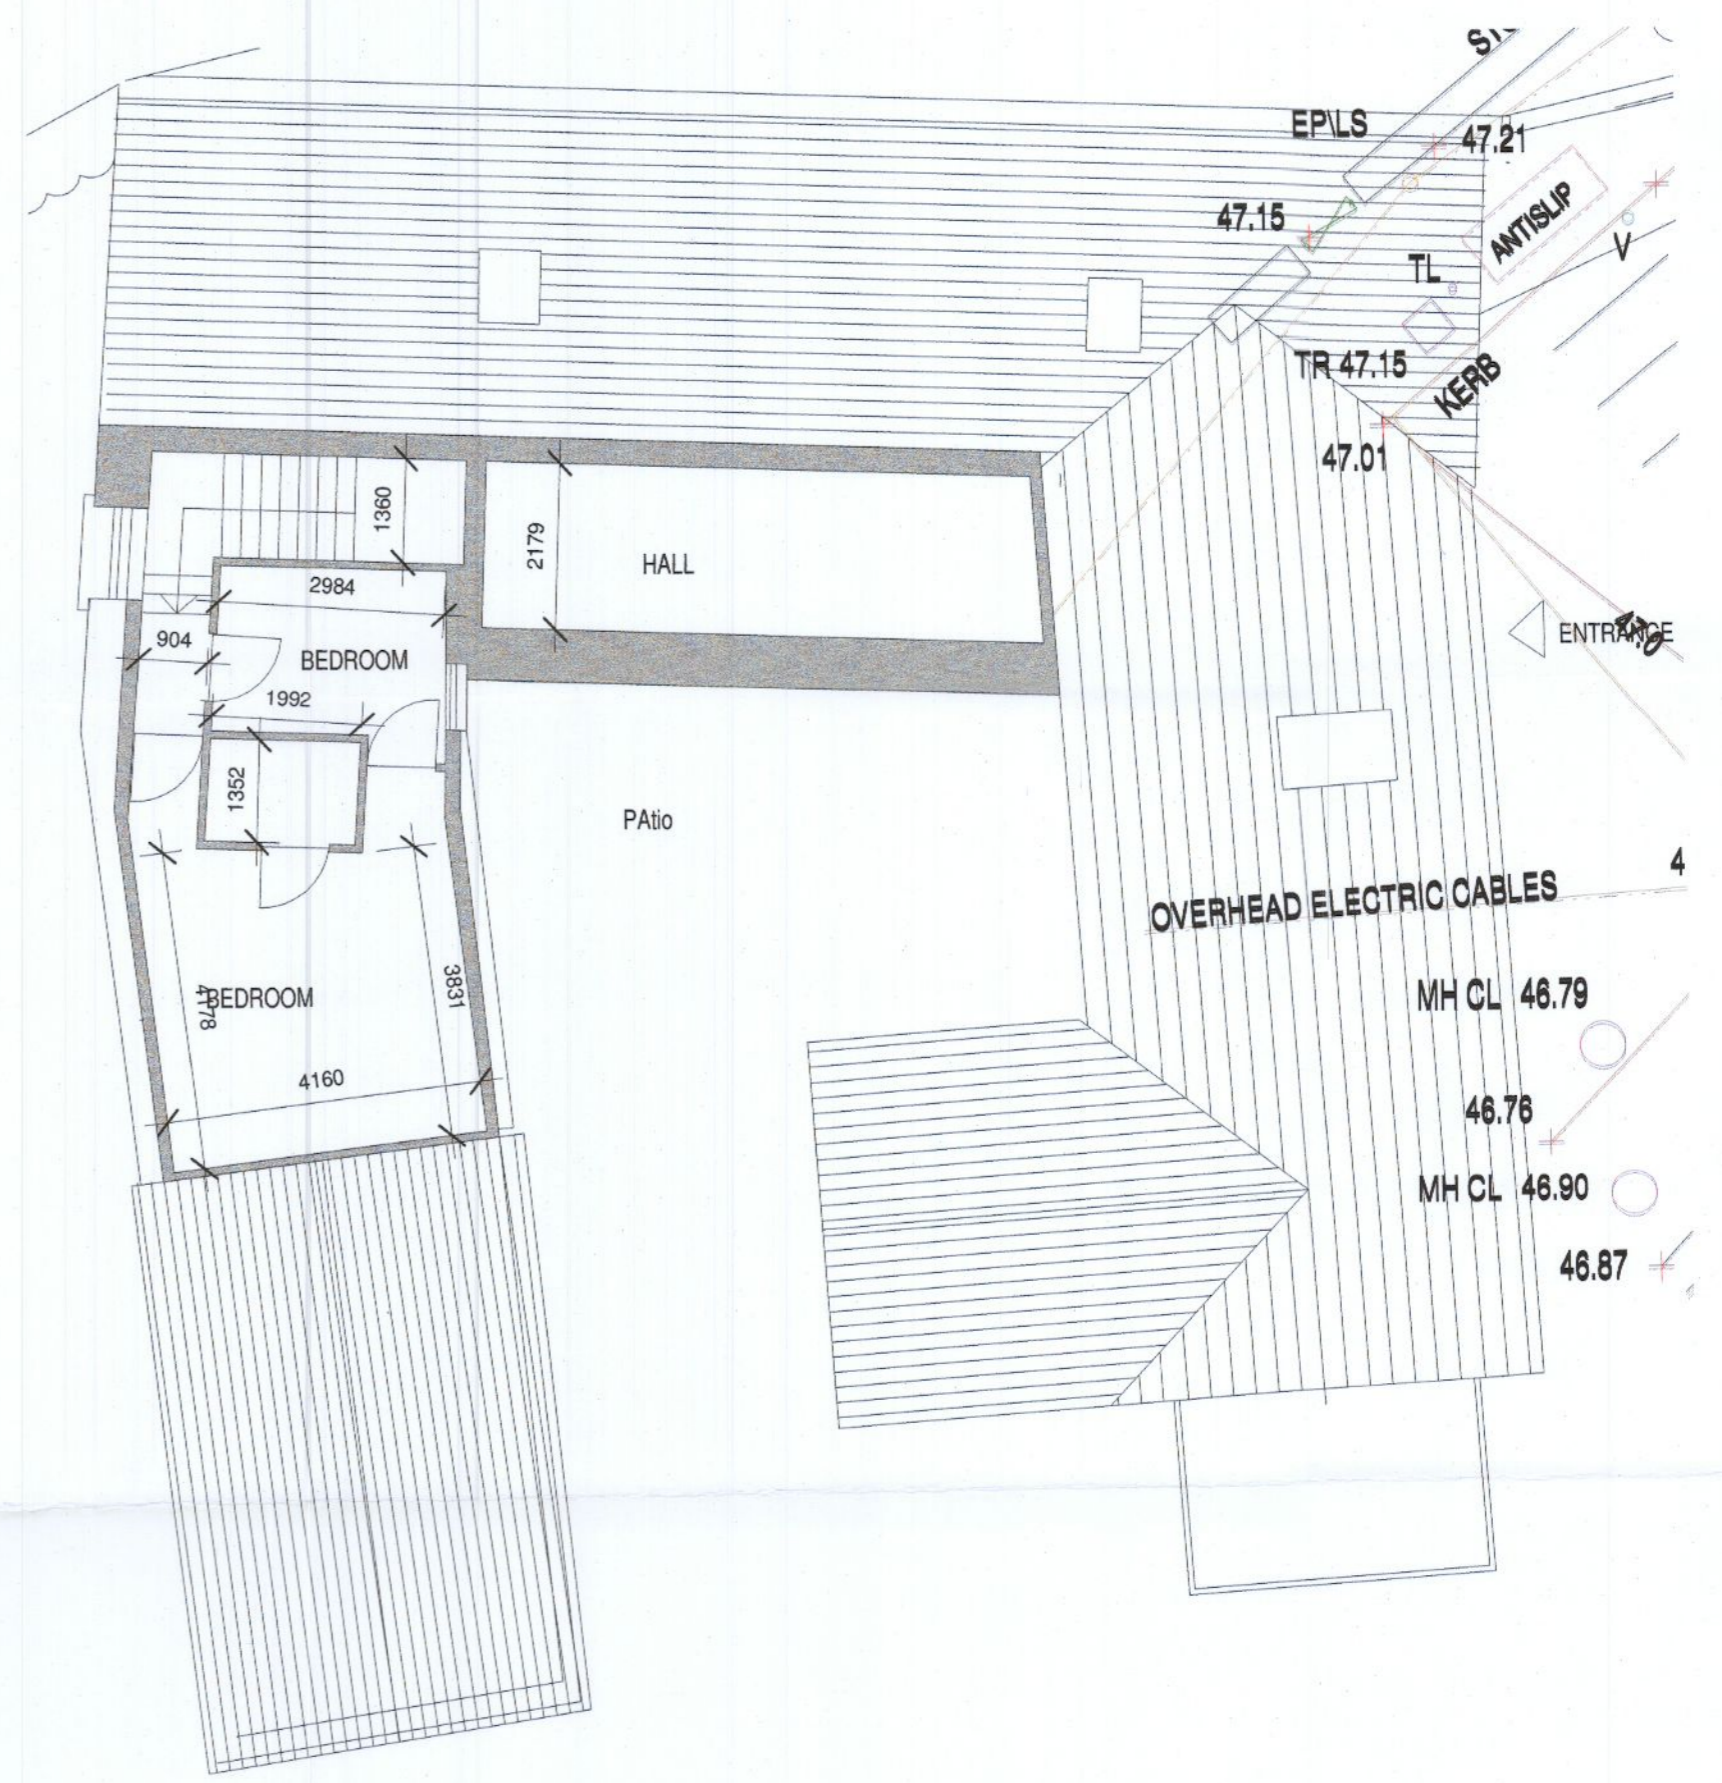 EP\LS
47.21
47.15
ANTISLIP
V
TL
TR 47.15
KERB
47.01
1360
2179
HALL
2984
904
BEDROOM
ENTRANCE
47.0
1992
1352
PAtio
4
OVERHEAD ELECTRIC CABLES
3831
BEDROOM
4178
MH CL 46.79
4160
46.76
MH CL 46.90
46.87